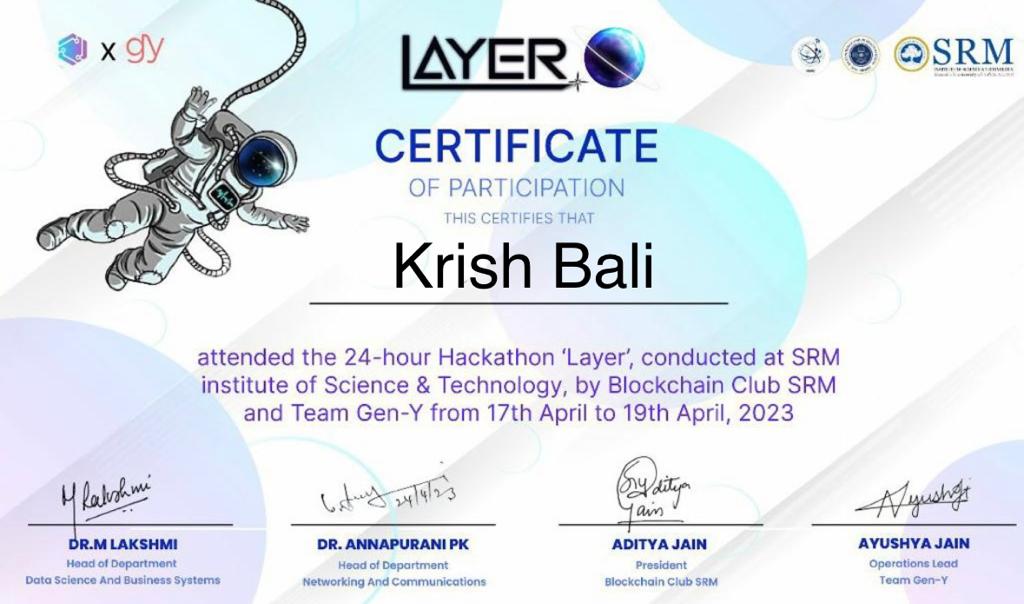 x gy
LAYER
SRM
CERTIFICATE
OF PARTICIPATION
THIS CERTIFIES THAT
Krish Bali
attended the 24-hour Hackathon ‘Layer’, conducted at SRM
institute of Science & Technology, by Blockchain Club SRM
and Team Gen-Y from 17th April to 19th April, 2023
M Lakshmi
24/4/23
Aditya
Jain
Ayushya
DR.M LAKSHMI
Head of Department
Data Science And Business Systems
DR. ANNAPURANI PK
Head of Department
Networking And Communications
ADITYA JAIN
President
Blockchain Club SRM
AYUSHYA JAIN
Operations Lead
Team Gen-Y